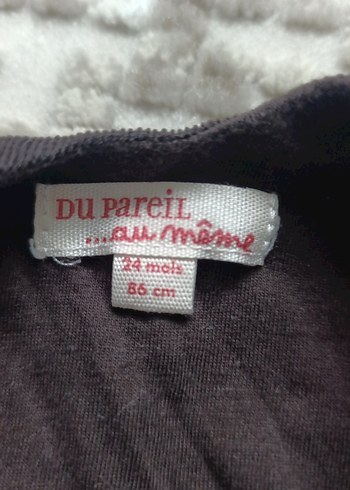 DU PareiL
....au même
24 mois
86 cm